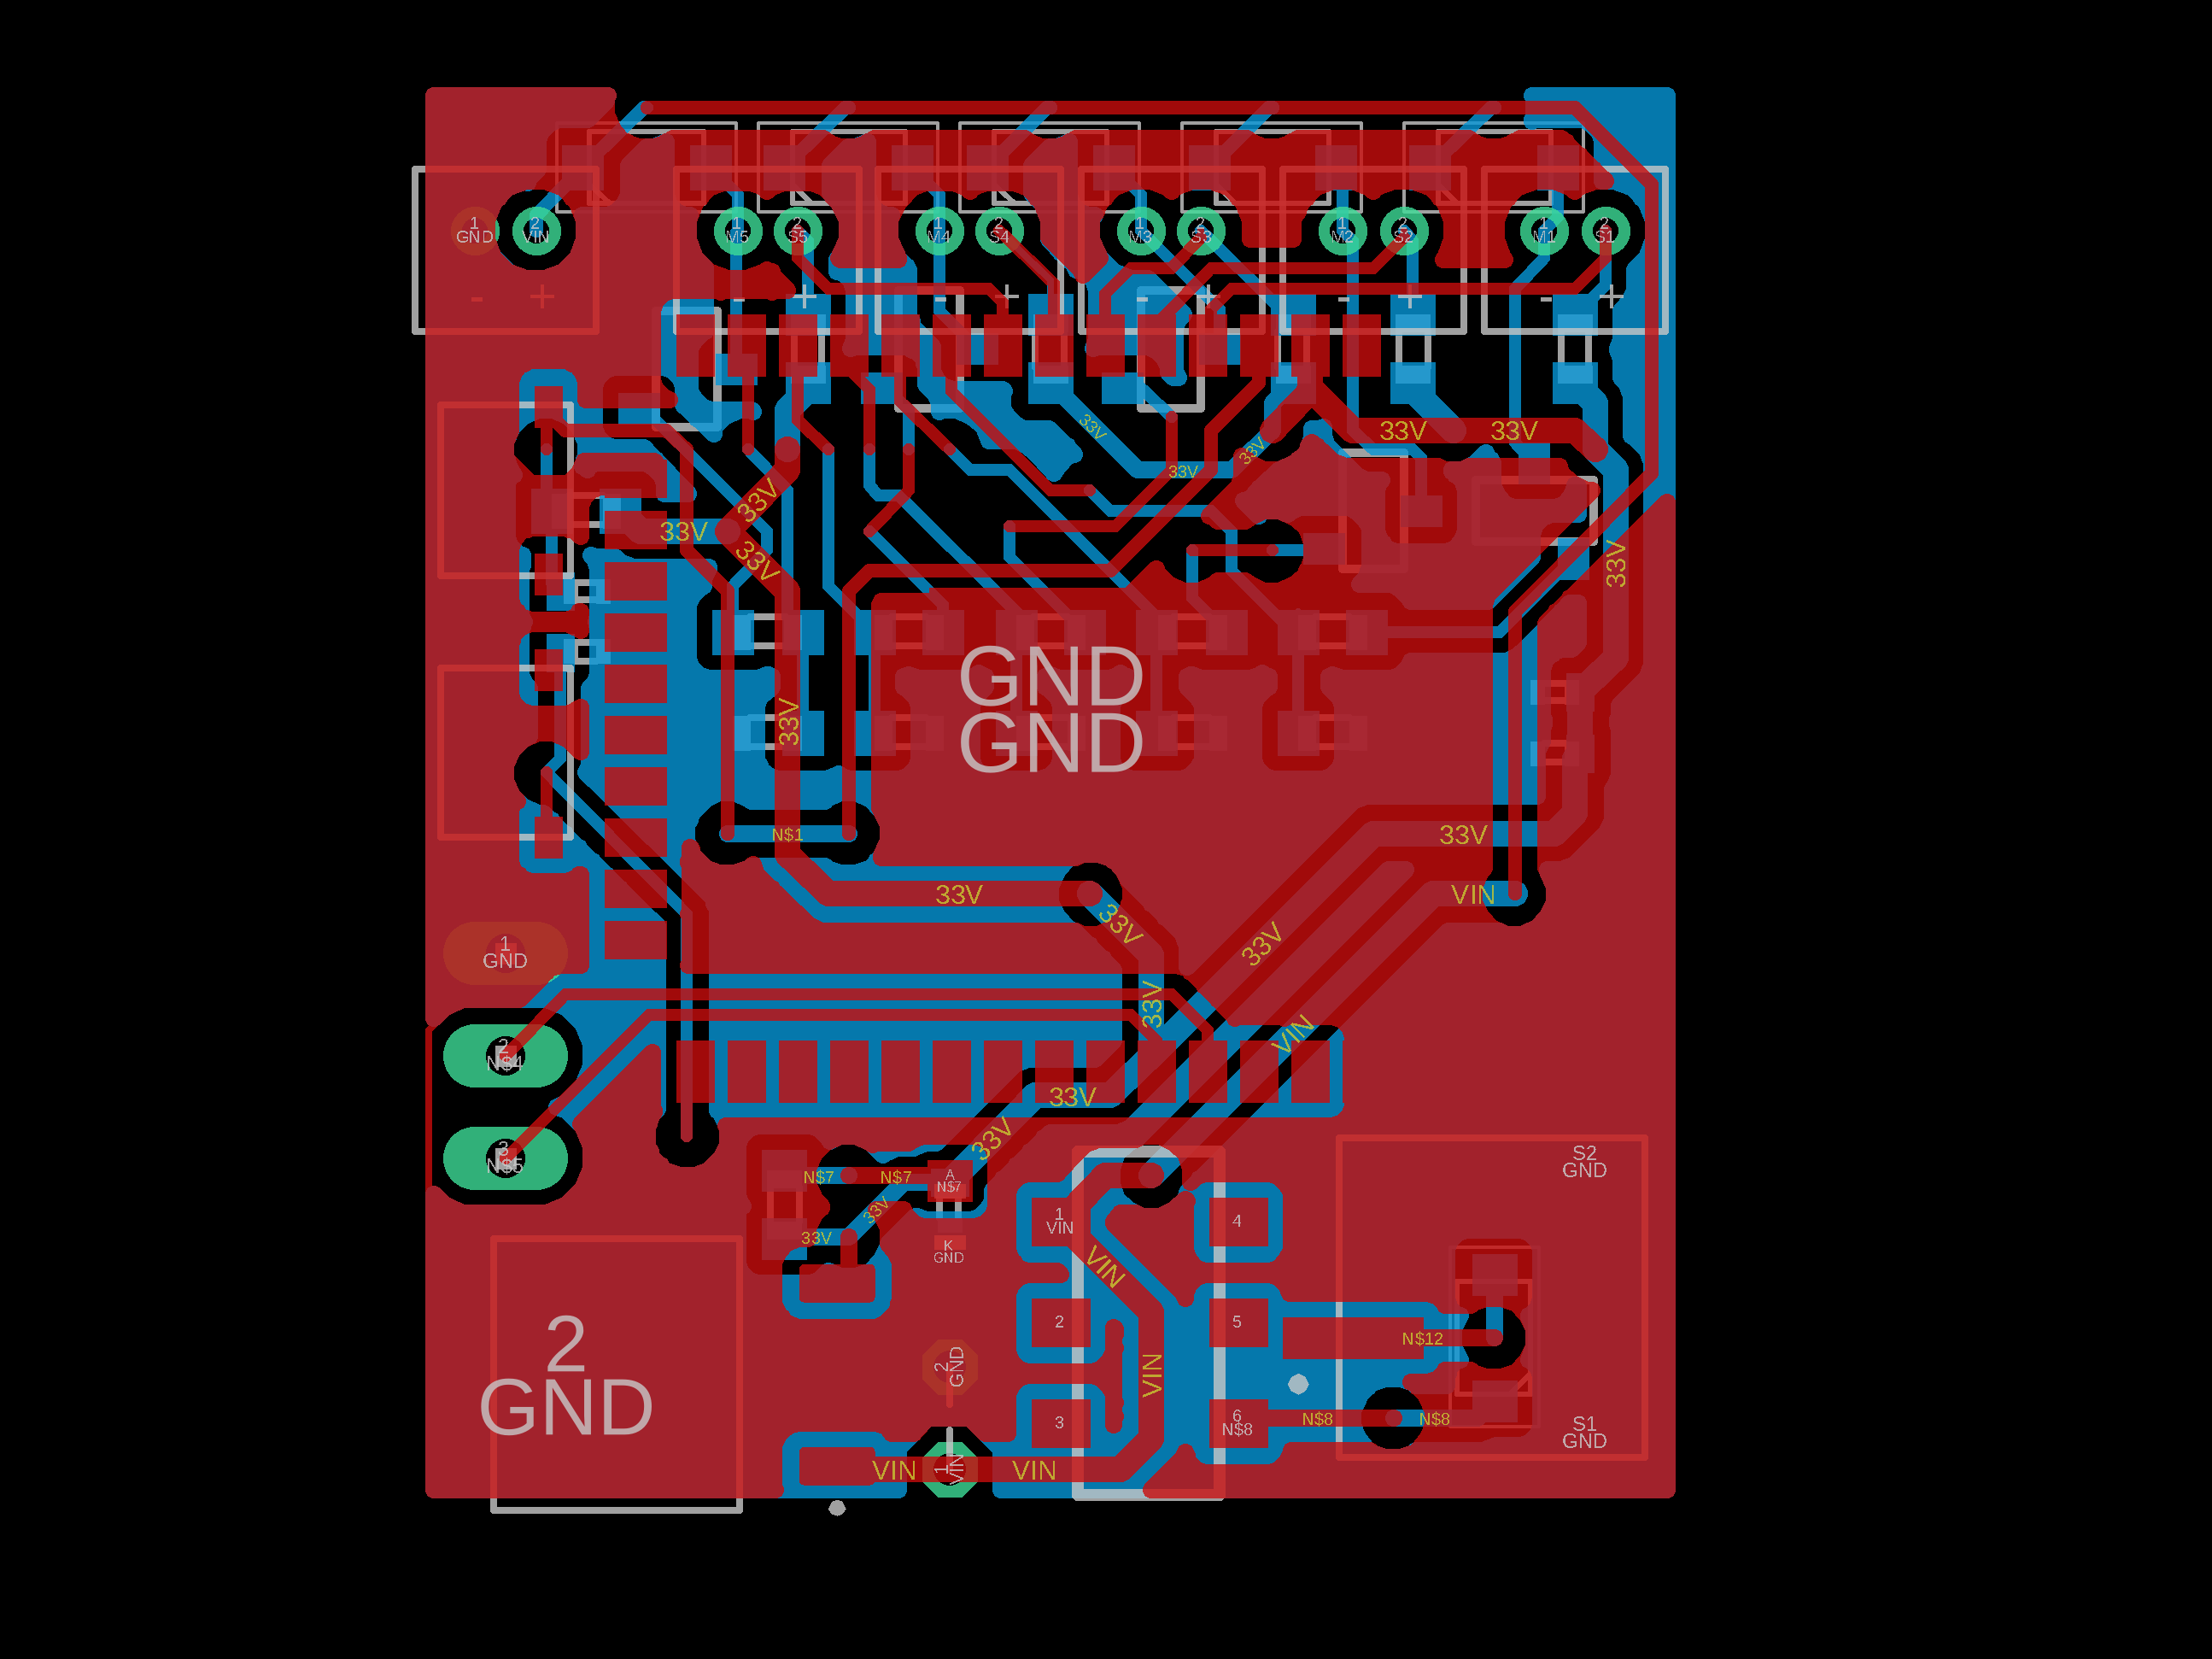 1
GND
2
VIN
1
M5
2
S5
1
M4
2
S4
1
M3
2
S3
1
M2
2
S2
1
M1
2
S1
- +
- +
- +
- +
- +
- +
33V
33V
33V
33V
33V
33V
33V
33V
33V
GND
GND
33V
N$1
33V
33V
VIN
33V
33V
1
GND
33V
VIN
2
N$4
33V
33V
3
N$5
S2
GND
N$7
N$7
A
N$7
33V
33V
K
GND
1
VIN
4
VIN
2
GND
2
GND
2
5
N$12
VIN
3
6
N$8
N$8
N$8
S1
GND
VIN
1
VIN
VIN